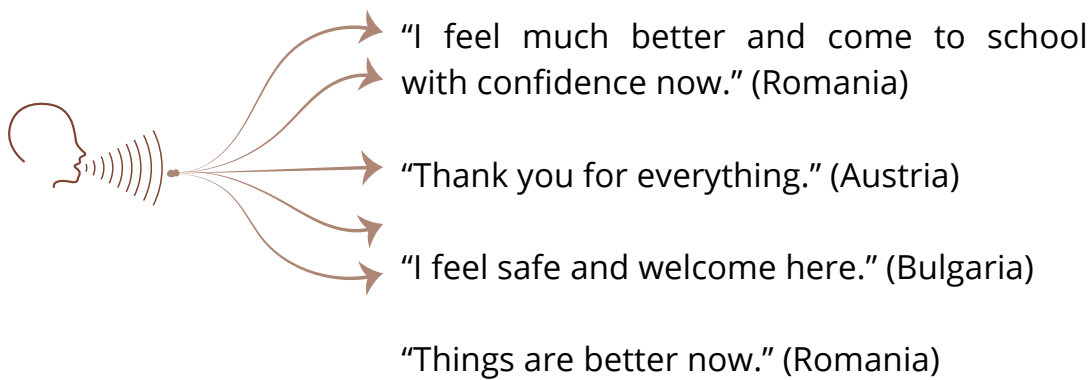 “I feel much better and come to school
with confidence now.” (Romania)
“Thank you for everything.” (Austria)
“I feel safe and welcome here.” (Bulgaria)
“Things are better now.” (Romania)